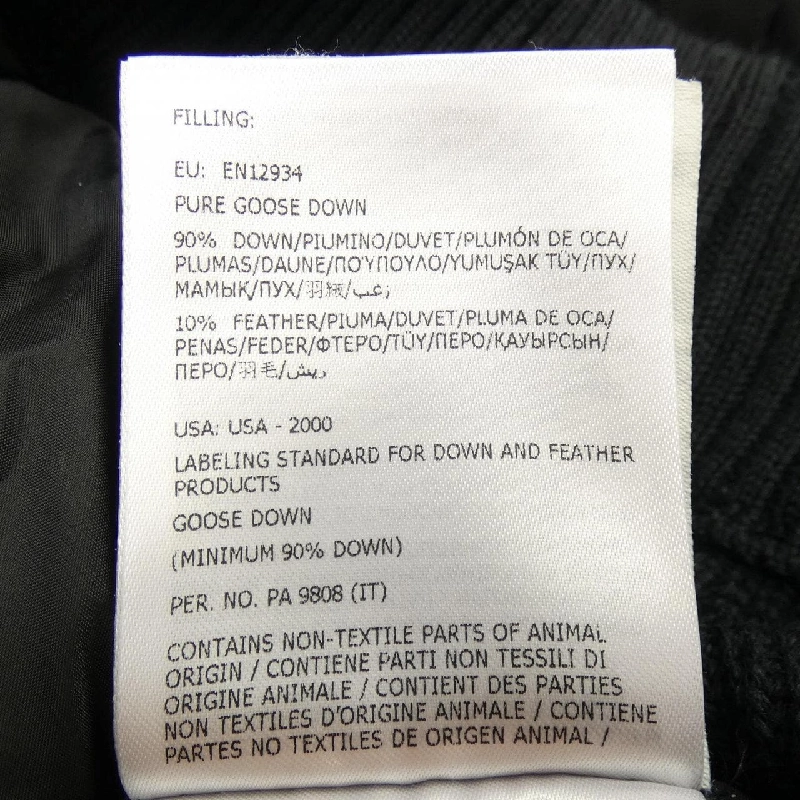 FILLING:
EU: EN12934
PURE GOOSE DOWN
90% DOWN/PIUMINO/DUVET/PLUMÓN DE OCA/
PLUMAS/DAUNE/ΠΟΎΠΟΥΛΟ/YUMUŞAK TÜY/ПУХ/
МАМЫҚ/ПУХ/羽絨/زغب
10% FEATHER/PIUMA/DUVET/PLUMA DE OCA/
PENAS/FEDER/ΦΤΕΡΟ/TÜY/ПЕРО/ҚАУЫРСЫН/
ПЕРО/羽毛/ريش
USA: USA - 2000
LABELING STANDARD FOR DOWN AND FEATHER
PRODUCTS
GOOSE DOWN
(MINIMUM 90% DOWN)
PER. NO. PA 9808 (IT)
CONTAINS NON-TEXTILE PARTS OF ANIMAL
ORIGIN / CONTIENE PARTI NON TESSILI DI
ORIGINE ANIMALE / CONTIENT DES PARTIES
NON TEXTILES D'ORIGINE ANIMALE / CONTIENE
PARTES NO TEXTILES DE ORIGEN ANIMAL /